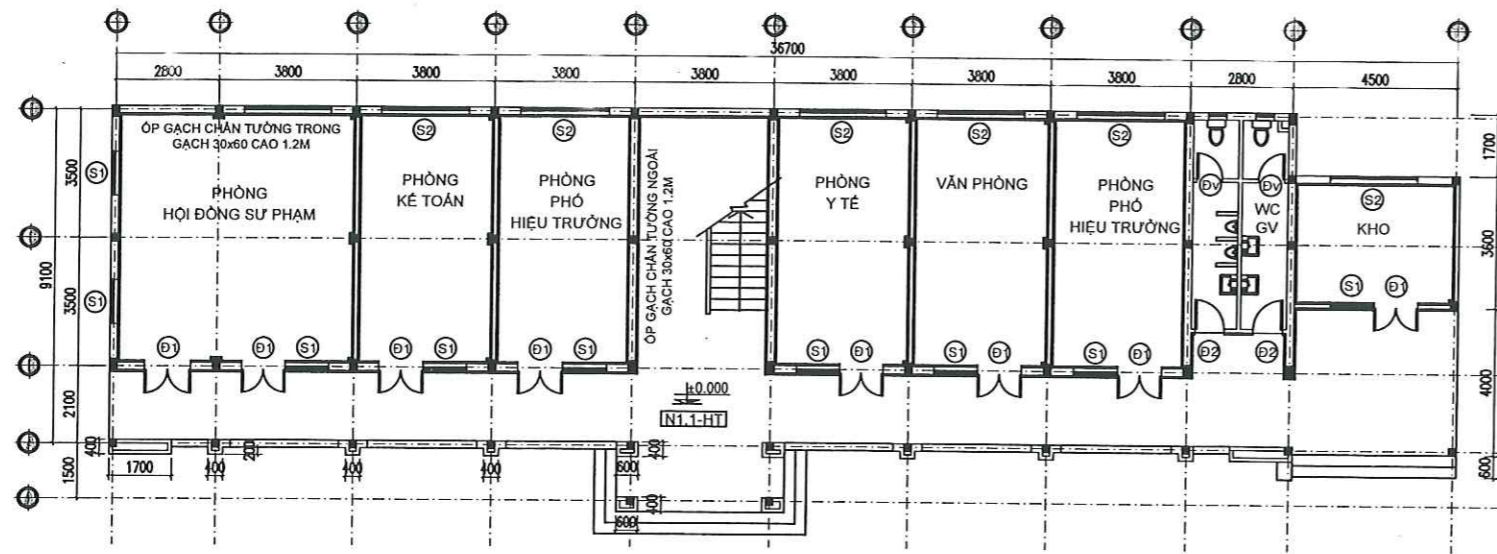 36700
2800 3800 3800 3800 3800 3800 3800 3800 2800 4500
ỐP GẠCH CHÂN TƯỜNG TRONG
GẠCH 30x60 CAO 1.2M
PHÒNG
HỘI ĐỒNG SƯ PHẠM
S1
S1
Đ1
Đ1
S1
S2
PHÒNG
KẾ TOÁN
Đ1
S1
S2
PHÒNG
PHÓ
HIỆU TRƯỞNG
Đ1
S1
ỐP GẠCH CHÂN TƯỜNG NGOÀI
GẠCH 30x60 CAO 1.2M
±0.000
N1.1-HT
S2
PHÒNG
Y TẾ
S1
Đ1
S2
VĂN PHÒNG
S1
Đ1
S2
PHÒNG
PHÓ
HIỆU TRƯỞNG
S1
Đ1
Đv
Đv
WC
GV
Đ2
Đ2
S2
KHO
S1
Đ1
9100
3500
3500
2100
1500
400
1700
400
200
400
400
600
400
600
400
1700
3600
4000
600